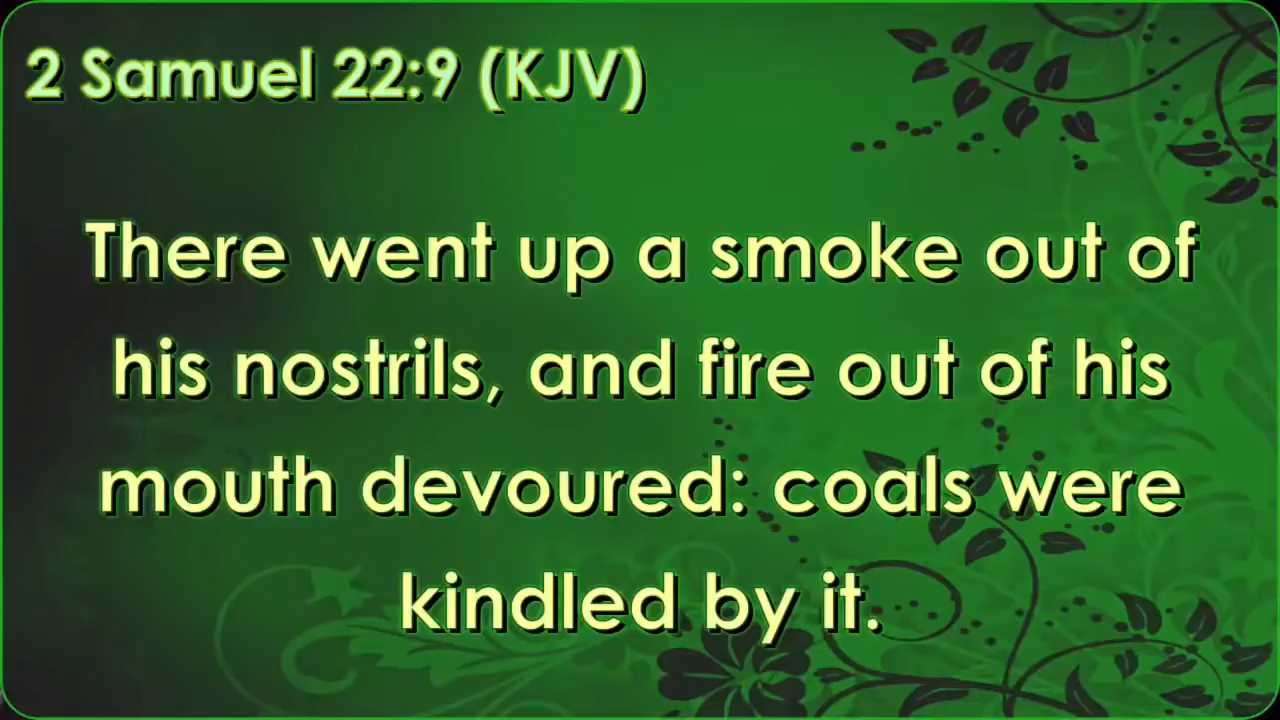 2 Samuel 22:9 (KJV)
There went up a smoke out of
his nostrils, and fire out of his
mouth devoured: coals were
kindled by it.